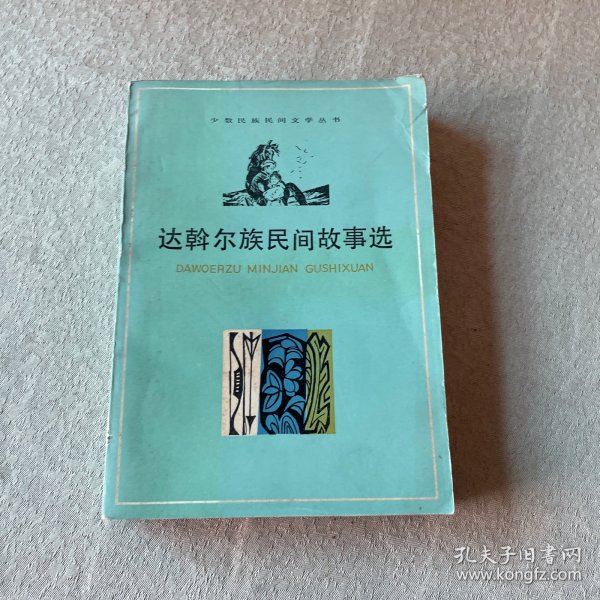 少数民族民间文学丛书
达斡尔族民间故事选
DAWOERZU MINJIAN GUSHIXUAN
孔夫子旧书网
www.kongfz.com